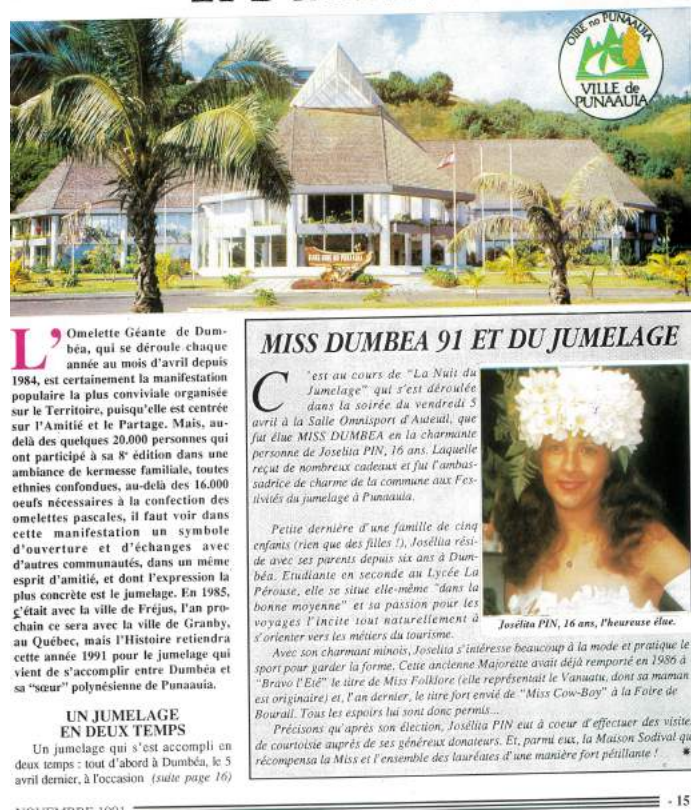 OIRE no PUNAAUIA
VILLE de
PUNAAUIA
L'Omelette Géante de Dum-
béa, qui se déroule chaque
année au mois d'avril depuis
1984, est certainement la manifestation
populaire la plus conviviale organisée
sur le Territoire, puisqu'elle est centrée
sur l'Amitié et le Partage. Mais, au-
delà des quelques 20.000 personnes qui
ont participé à sa 8e édition dans une
ambiance de kermesse familiale, toutes
ethnies confondues, au-delà des 16.000
oeufs nécessaires à la confection des
omelettes pascales, il faut voir dans
cette manifestation un symbole
d'ouverture et d'échanges avec
d'autres communautés, dans un même
esprit d'amitié, et dont l'expression la
plus concrète est le jumelage. En 1985,
c'était avec la ville de Fréjus, l'an pro-
chain ce sera avec la ville de Granby,
au Québec, mais l'Histoire retiendra
cette année 1991 pour le jumelage qui
vient de s'accomplir entre Dumbéa et
sa "sœur" polynésienne de Punaauia.
UN JUMELAGE
EN DEUX TEMPS
Un jumelage qui s'est accompli en
deux temps : tout d'abord à Dumbéa, le 5
avril dernier, à l'occasion (suite page 16)
MISS DUMBEA 91 ET DU JUMELAGE
C'est au cours de "La Nuit du
Jumelage" qui s'est déroulée
dans la soirée du vendredi 5
avril à la Salle Omnisport d'Auteuil, que
fut élue MISS DUMBEA en la charmante
personne de Joselita PIN, 16 ans. Laquelle
reçut de nombreux cadeaux et fut l'ambas-
sadrice de charme de la commune aux Fes-
tivités du jumelage à Punaauia.
Petite dernière d'une famille de cinq
enfants (rien que des filles !), Josélita rési-
de avec ses parents depuis six ans à Dum-
béa. Etudiante en seconde au Lycée La
Pérouse, elle se situe elle-même "dans la
bonne moyenne" et sa passion pour les
voyages l'incite tout naturellement à
s'orienter vers les métiers du tourisme.
Josélita PIN, 16 ans, l'heureuse élue.
Avec son charmant minois, Joselita s'intéresse beaucoup à la mode et pratique le
sport pour garder la forme. Cette ancienne Majorette avait déjà remporté en 1986 à
"Bravo l'Eté" le titre de Miss Folklore (elle représentait le Vanuatu, dont sa maman
est originaire) et, l'an dernier, le titre fort envié de "Miss Cow-Boy" à la Foire de
Bourail. Tous les espoirs lui sont donc permis...
Précisons qu'après son élection, Josélita PIN eut à coeur d'effectuer des visites
de courtoisie auprès de ses généreux donateurs. Et, parmi eux, la Maison Sodival qui
récompensa la Miss et l'ensemble des lauréates d'une manière fort pétillante ! *
NOVEMBRE 1991
- 15